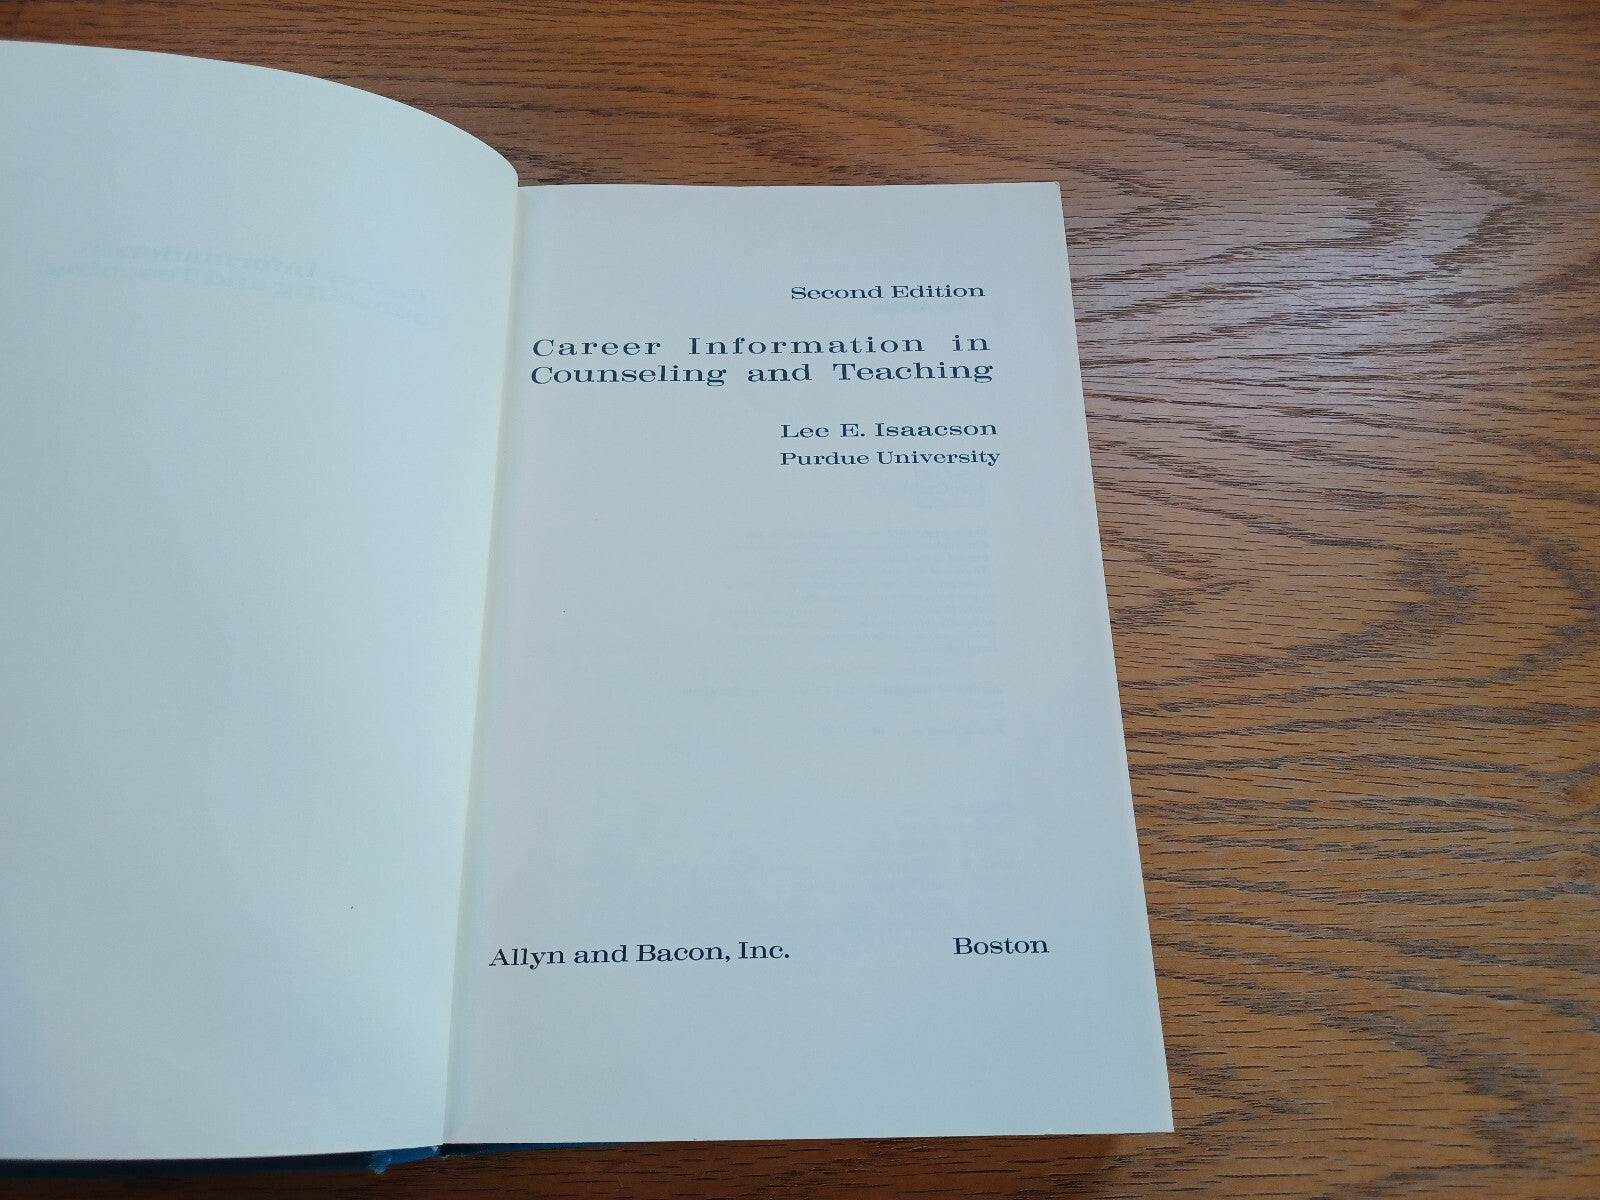 Second Edition
Career Information in
Counseling and Teaching
Lee E. Isaacson
Purdue University
Allyn and Bacon, Inc. Boston